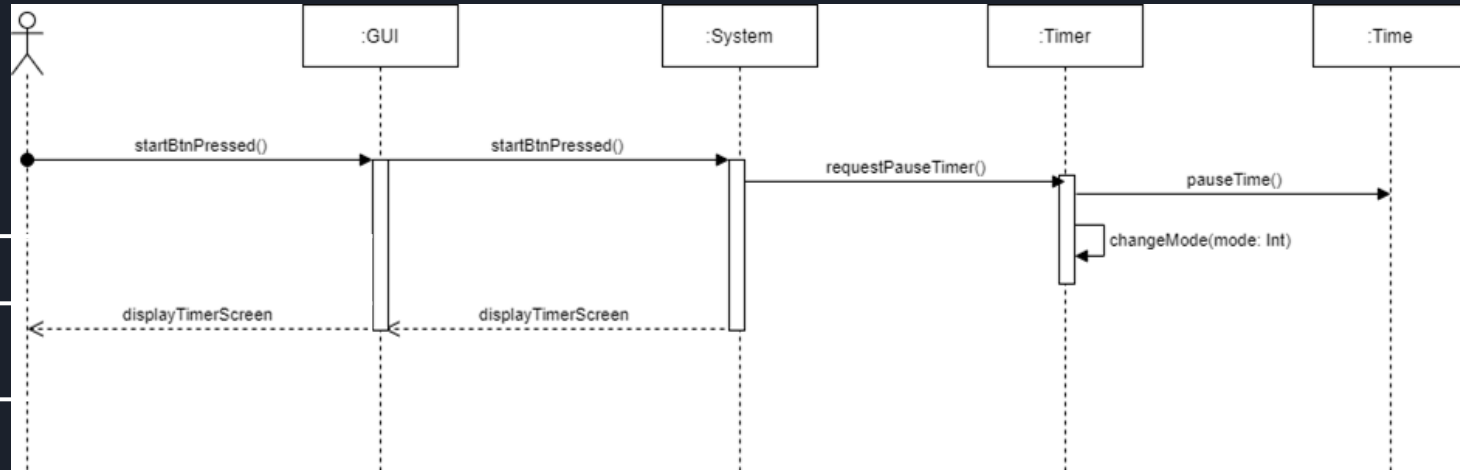 :GUI
:System
:Timer
:Time
startBtnPressed()
startBtnPressed()
requestPauseTimer()
pauseTime()
changeMode(mode: Int)
displayTimerScreen
displayTimerScreen